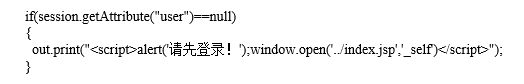 if(session.getAttribute("user")==null)
{
out.print("<script>alert('请先登录！');window.open('../index.jsp','_self')</script>");
}